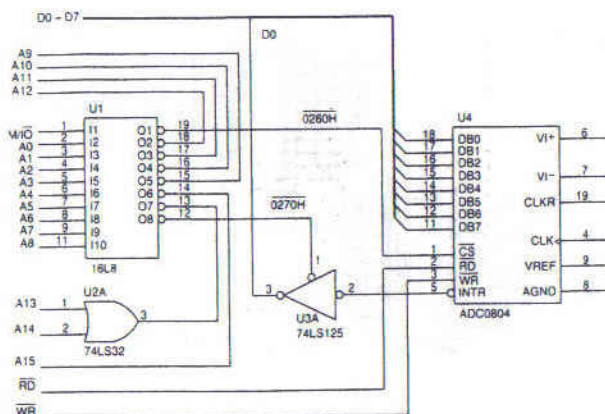 D0 - D7
D0
A9
A10
A11
A12
U1
U4
M/IO
A0
A1
A2
A3
A4
A5
A6
A7
A8
1
2
3
4
5
6
7
8
9
11
I1
I2
I3
I4
I5
I6
I7
I8
I9
I10
O1
O2
O3
O4
O5
O6
O7
O8
19
18
17
16
15
14
13
12
16L8
0260H
0270H
18
17
16
15
14
13
12
11
DB0
DB1
DB2
DB3
DB4
DB5
DB6
DB7
1
2
3
5
CS
RD
WR
INTR
VI+
VI-
CLKR
CLK
VREF
AGND
6
7
19
4
9
8
ADC0804
U2A
A13
A14
1
2
3
74LS32
3
1
2
U3A
74LS125
A15
RD
WR